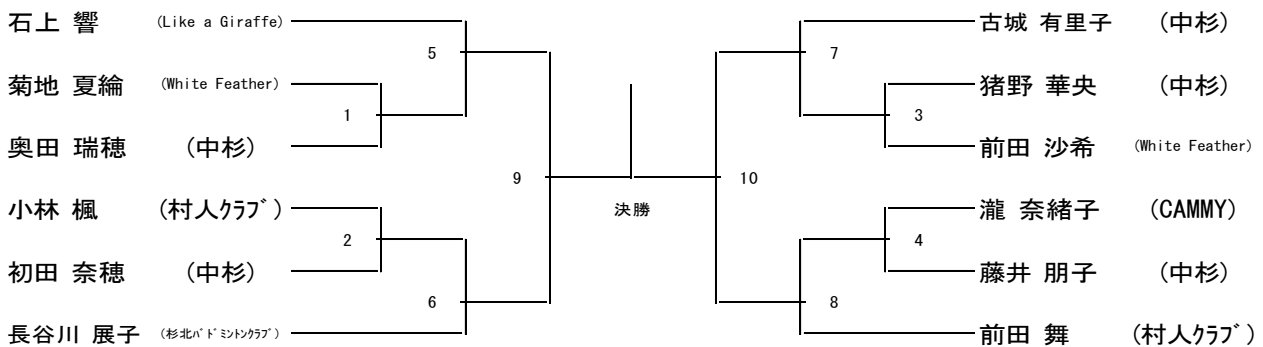 石上 響 (Like a Giraffe)
5
菊地 夏綸 (White Feather)
1
奥田 瑞穂 (中杉)
9
小林 楓 (村人ｸﾗﾌﾞ)
2
初田 奈穂 (中杉)
6
長谷川 展子 (杉北ﾊﾞﾄﾞﾐﾝﾄﾝｸﾗﾌﾞ)
決勝
古城 有里子 (中杉)
7
猪野 華央 (中杉)
3
前田 沙希 (White Feather)
10
瀧 奈緒子 (CAMMY)
4
藤井 朋子 (中杉)
8
前田 舞 (村人ｸﾗﾌﾞ)